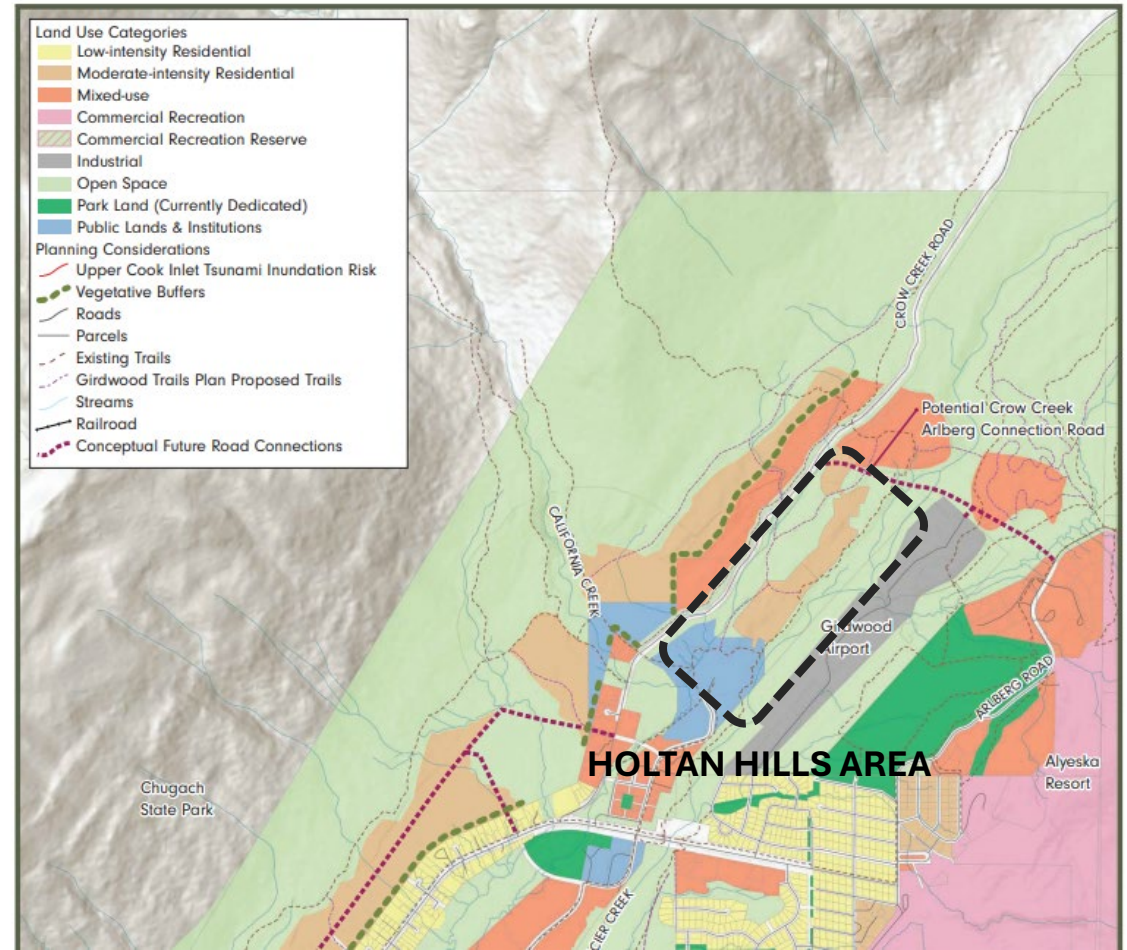 Land Use Categories
Low-intensity Residential
Moderate-intensity Residential
Mixed-use
Commercial Recreation
Commercial Recreation Reserve
Industrial
Open Space
Park Land (Currently Dedicated)
Public Lands & Institutions
Planning Considerations
Upper Cook Inlet Tsunami Inundation Risk
Vegetative Buffers
Roads
Parcels
Existing Trails
Girdwood Trails Plan Proposed Trails
Streams
Railroad
Conceptual Future Road Connections
CROW CREEK ROAD
Potential Crow Creek
Arlberg Connection Road
CALIFORNIA CREEK
Girdwood
Airport
ARLBERG ROAD
HOLTAN HILLS AREA
Alyeska
Resort
Chugach
State Park
CIER CREEK